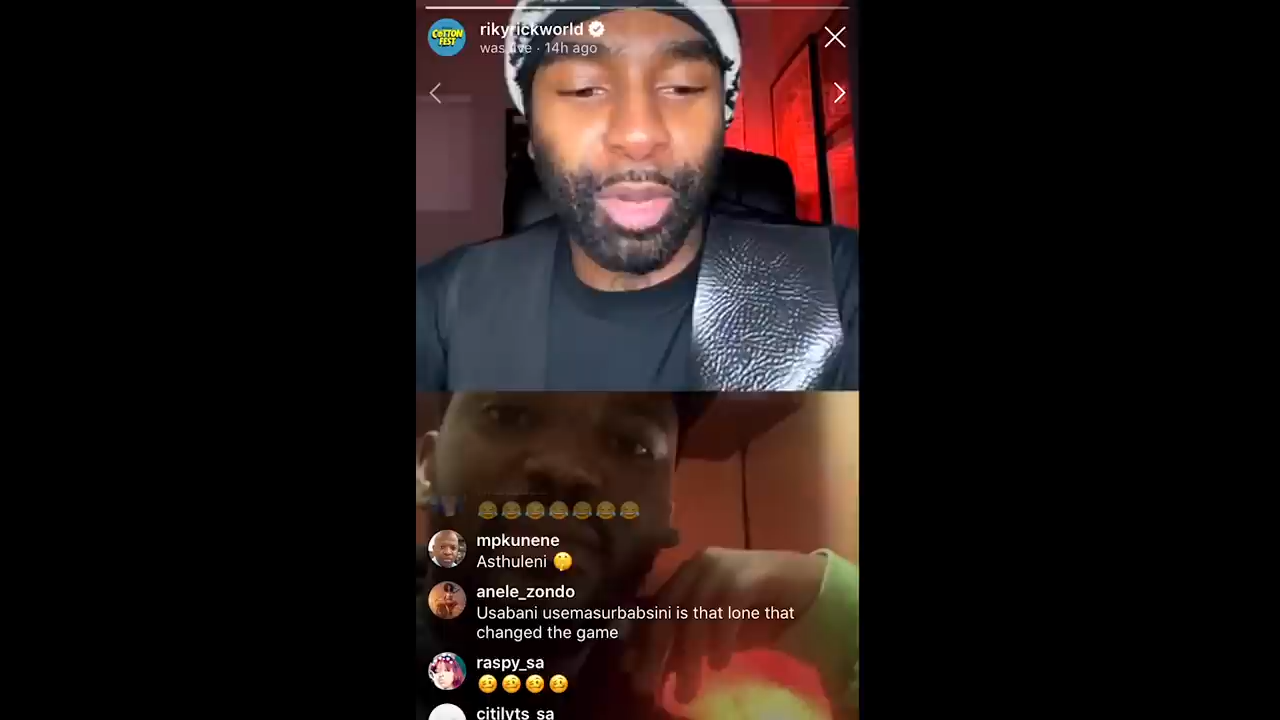 COTTON
FEST
rikyrickworld
was live · 14h ago
😂😂😂😂😂😂😂
mpkunene
Asthuleni 🤫
anele_zondo
Usabani usemasurbabsini is that lone that
changed the game
raspy_sa
🥴🥴🥴🥴
citilyts_sa